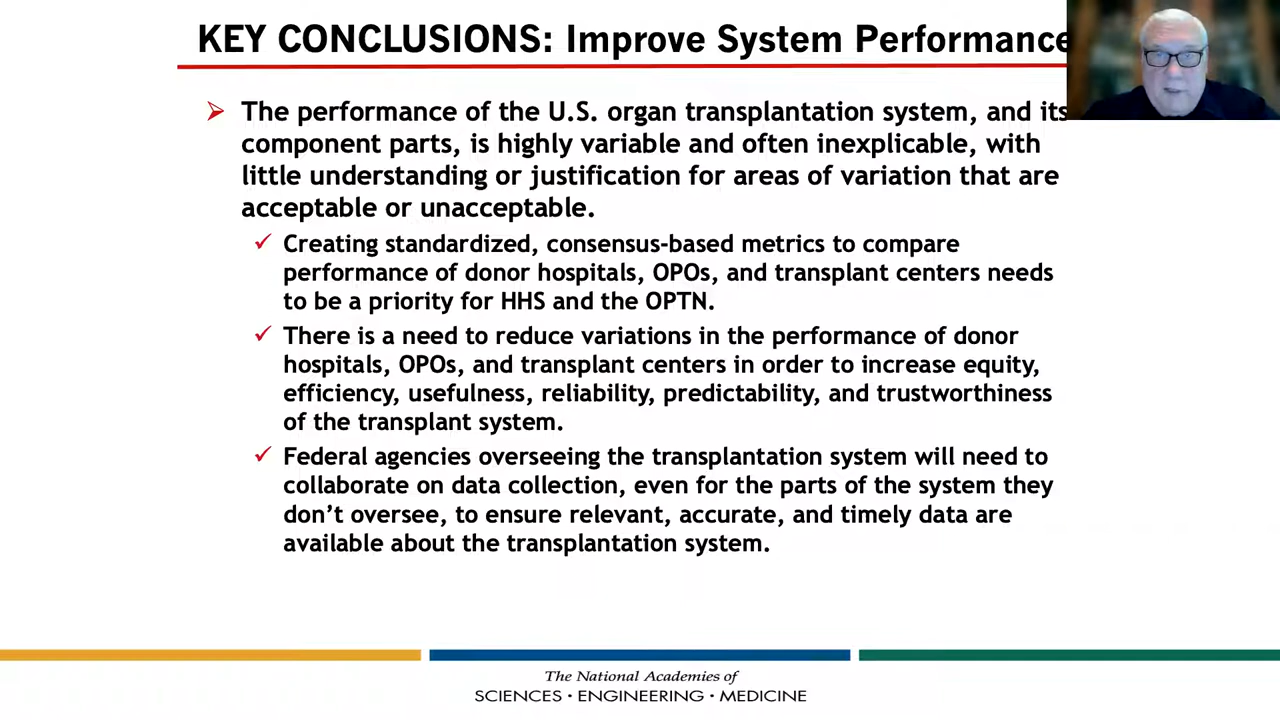 KEY CONCLUSIONS: Improve System Performance
The performance of the U.S. organ transplantation system, and its
component parts, is highly variable and often inexplicable, with
little understanding or justification for areas of variation that are
acceptable or unacceptable.
Creating standardized, consensus-based metrics to compare
performance of donor hospitals, OPOs, and transplant centers needs
to be a priority for HHS and the OPTN.
There is a need to reduce variations in the performance of donor
hospitals, OPOs, and transplant centers in order to increase equity,
efficiency, usefulness, reliability, predictability, and trustworthiness
of the transplant system.
Federal agencies overseeing the transplantation system will need to
collaborate on data collection, even for the parts of the system they
don’t oversee, to ensure relevant, accurate, and timely data are
available about the transplantation system.
The National Academies of
SCIENCES · ENGINEERING · MEDICINE